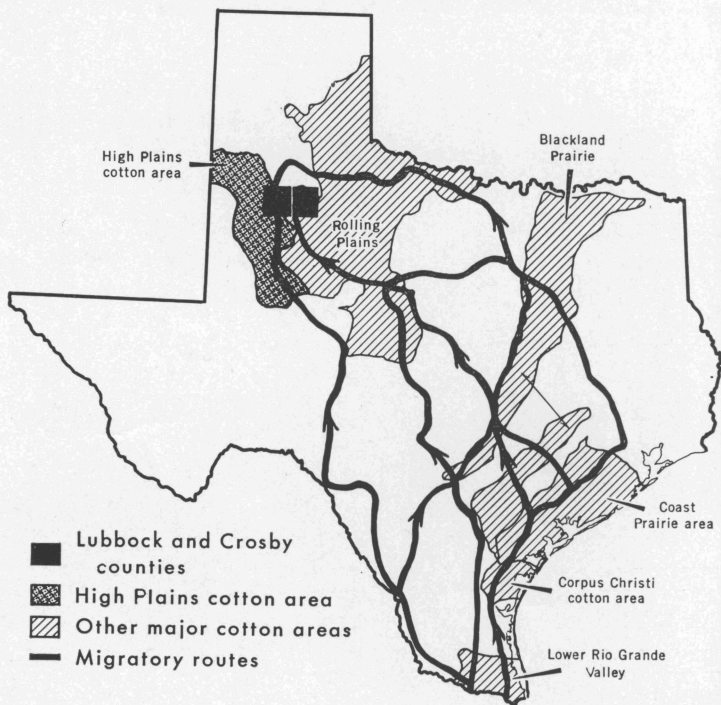 High Plains
cotton area
Blackland
Prairie
Rolling
Plains
Coast
Prairie area
Corpus Christi
cotton area
Lower Rio Grande
Valley
Lubbock and Crosby
counties
High Plains cotton area
Other major cotton areas
Migratory routes